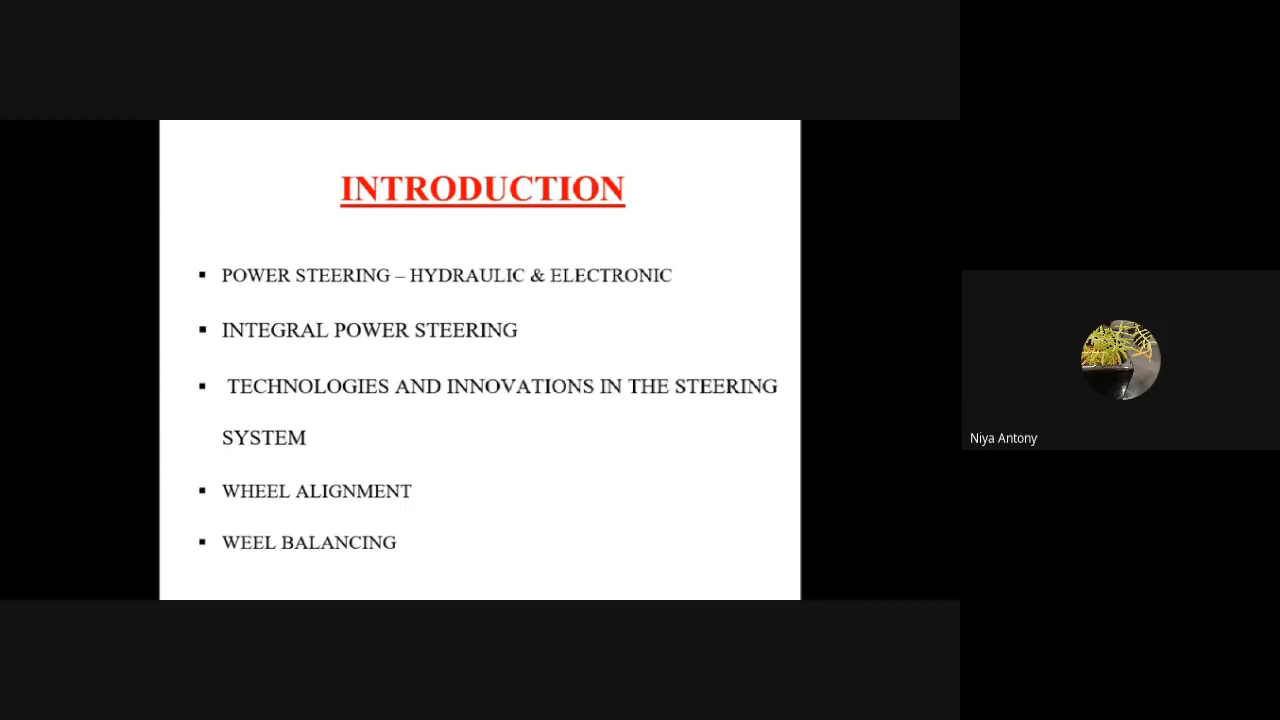 INTRODUCTION
▪ POWER STEERING – HYDRAULIC & ELECTRONIC
▪ INTEGRAL POWER STEERING
▪ TECHNOLOGIES AND INNOVATIONS IN THE STEERING
SYSTEM
▪ WHEEL ALIGNMENT
▪ WEEL BALANCING
Niya Antony